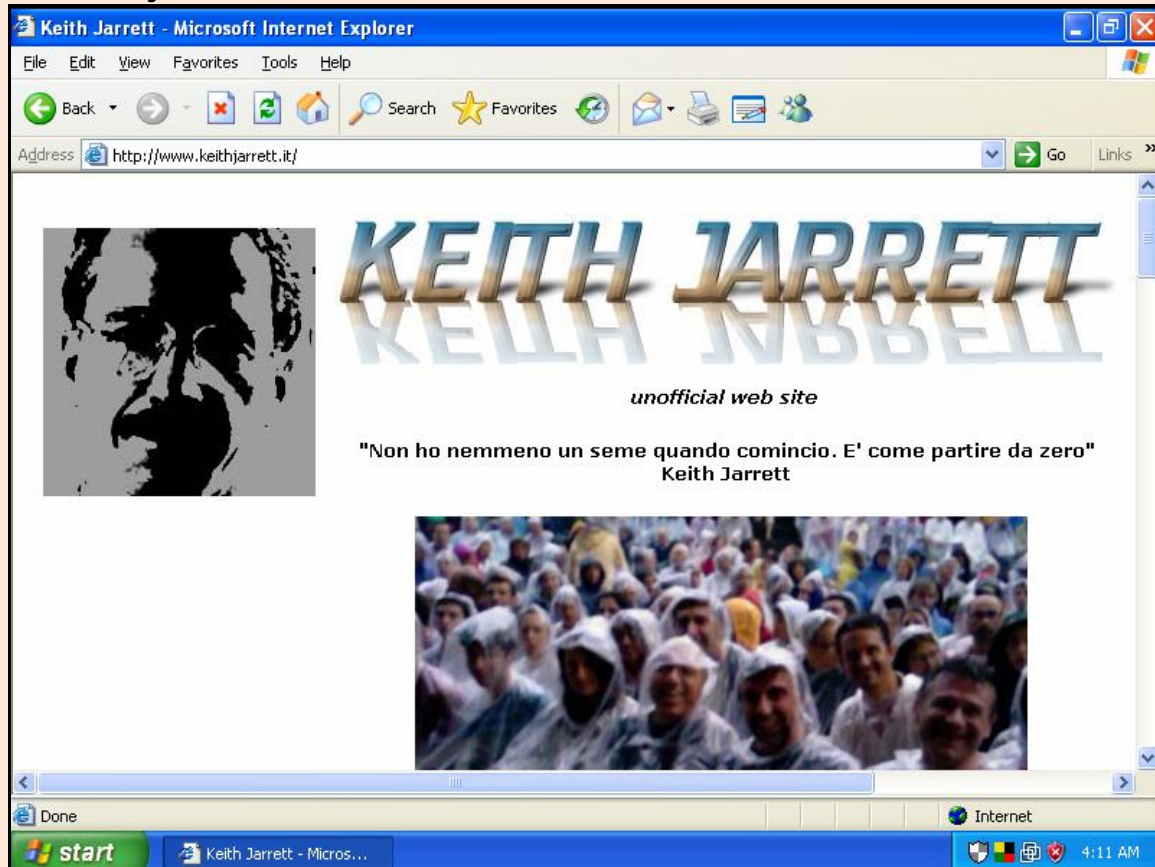 Keith Jarrett - Microsoft Internet Explorer
File Edit View Favorites Tools Help
Back Search Favorites
Address http://www.keithjarrett.it/ Go Links »
KEITH JARRETT
unofficial web site
"Non ho nemmeno un seme quando comincio. E' come partire da zero"
Keith Jarrett
Done Internet
start Keith Jarrett - Micros... 4:11 AM